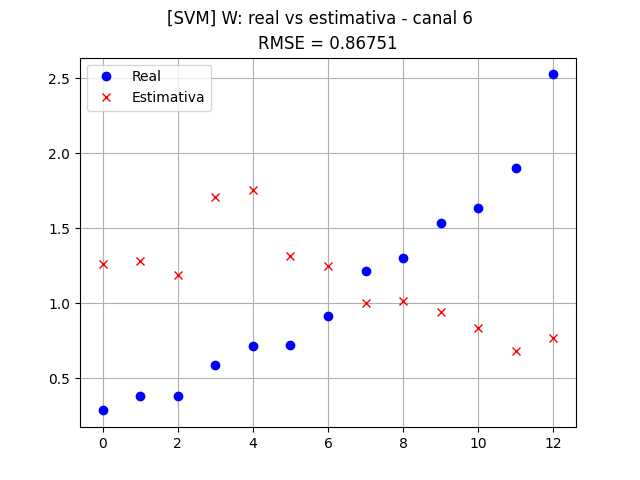 [SVM] W: real vs estimativa - canal 6
RMSE = 0.86751
Real
Estimativa
2.5
2.0
1.5
1.0
0.5
0 2 4 6 8 10 12